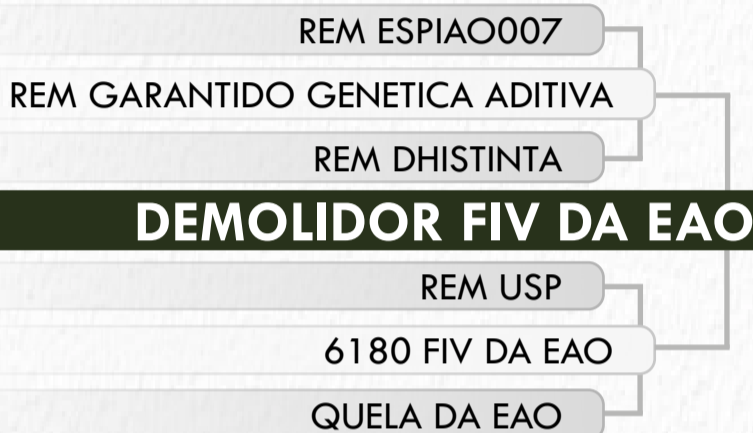 REM ESPIAO007
REM GARANTIDO GENETICA ADITIVA
REM DHISTINTA
DEMOLIDOR FIV DA EAO
REM USP
6180 FIV DA EAO
QUELA DA EAO